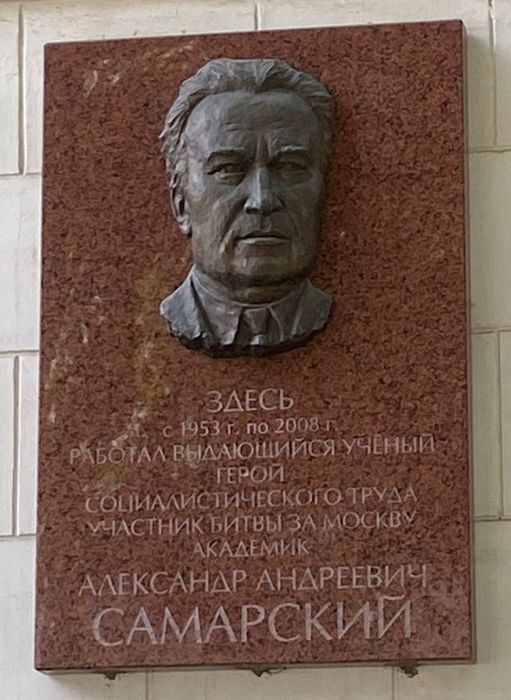 ЗДЕСЬ
с 1953 г. по 2008 г.
РАБОТАЛ ВЫДАЮЩИЙСЯ УЧЁНЫЙ
ГЕРОЙ
СОЦИАЛИСТИЧЕСКОГО ТРУДА
УЧАСТНИК БИТВЫ ЗА МОСКВУ
АКАДЕМИК
АЛЕКСАНДР АНДРЕЕВИЧ
САМАРСКИЙ